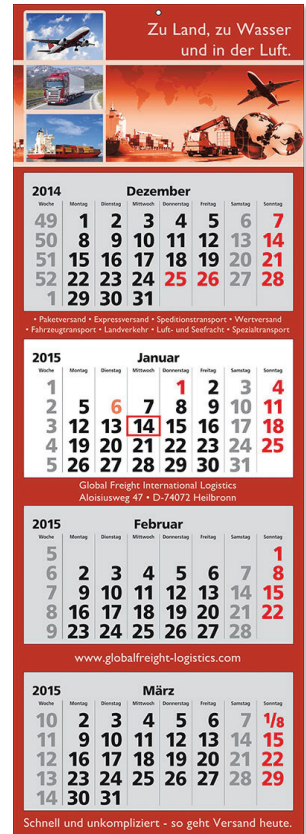 Zu Land, zu Wasser
und in der Luft.
2014 Dezember
Woche Montag Dienstag Mittwoch Donnerstag Freitag Samstag Sonntag
49 1 2 3 4 5 6 7
50 8 9 10 11 12 13 14
51 15 16 17 18 19 20 21
52 22 23 24 25 26 27 28
1 29 30 31
• Paketversand • Expressversand • Speditionstransport • Wertversand
• Fahrzeugtransport • Landverkehr • Luft- und Seefracht • Spezialtransport
2015 Januar
Woche Montag Dienstag Mittwoch Donnerstag Freitag Samstag Sonntag
1 1 2 3 4
2 5 6 7 8 9 10 11
3 12 13 14 15 16 17 18
4 19 20 21 22 23 24 25
5 26 27 28 29 30 31
Global Freight International Logistics
Aloisiusweg 47 • D-74072 Heilbronn
2015 Februar
Woche Montag Dienstag Mittwoch Donnerstag Freitag Samstag Sonntag
5 1
6 2 3 4 5 6 7 8
7 9 10 11 12 13 14 15
8 16 17 18 19 20 21 22
9 23 24 25 26 27 28
www.globalfreight-logistics.com
2015 März
Woche Montag Dienstag Mittwoch Donnerstag Freitag Samstag Sonntag
10 2 3 4 5 6 7 1/8
11 9 10 11 12 13 14 15
12 16 17 18 19 20 21 22
13 23 24 25 26 27 28 29
14 30 31
Schnell und unkompliziert - so geht Versand heute.